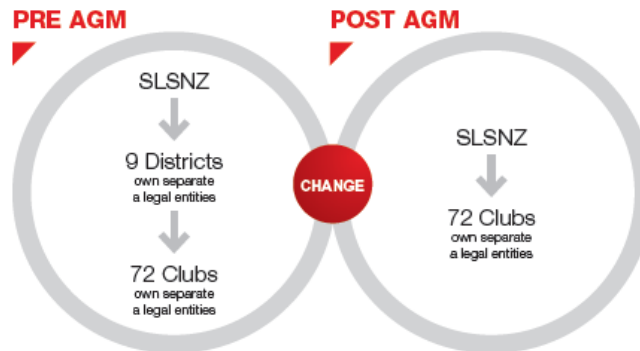 PRE AGM
SLSNZ
9 Districts
own separate
a legal entities
72 Clubs
own separate
a legal entities
CHANGE
POST AGM
SLSNZ
72 Clubs
own separate
a legal entities